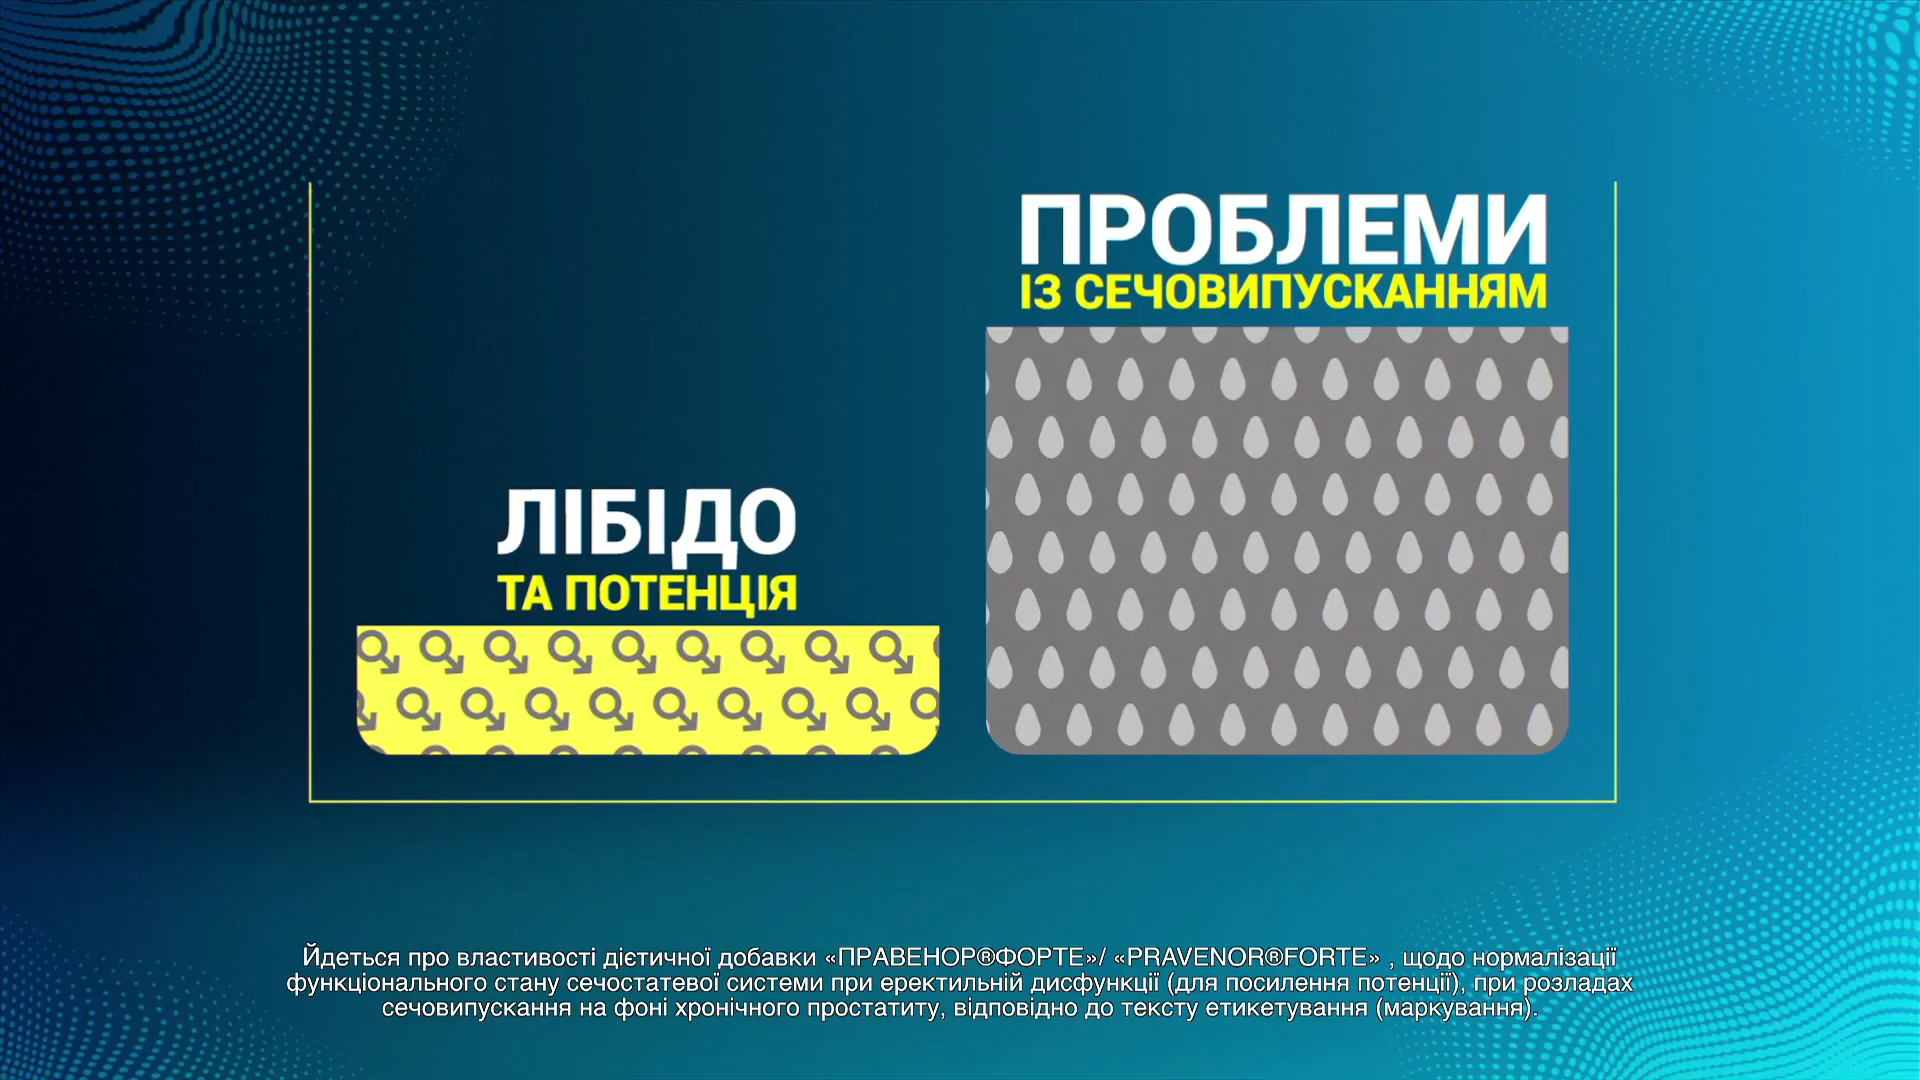 ЛІБІДО
ТА ПОТЕНЦІЯ
ПРОБЛЕМИ
ІЗ СЕЧОВИПУСКАННЯМ
Йдеться про властивості дієтичної добавки «ПРАВЕНОР®ФОРТЕ»/ «PRAVENOR®FORTE» , щодо нормалізації
функціонального стану сечостатевої системи при еректильній дисфункції (для посилення потенції), при розладах
сечовипускання на фоні хронічного простатиту, відповідно до тексту етикетування (маркування).